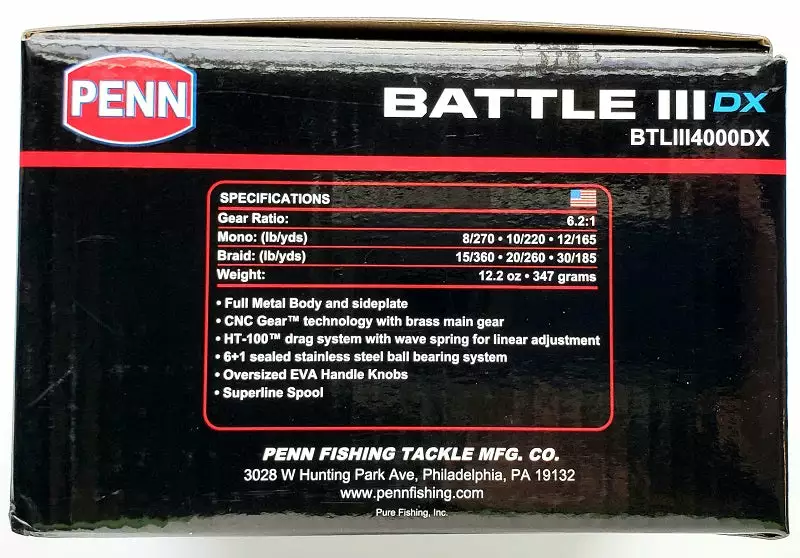 PENN
BATTLE III DX
BTLIII4000DX
SPECIFICATIONS
Gear Ratio: 6.2:1
Mono: (lb/yds) 8/270 • 10/220 • 12/165
Braid: (lb/yds) 15/360 • 20/260 • 30/185
Weight: 12.2 oz • 347 grams
• Full Metal Body and sideplate
• CNC Gear™ technology with brass main gear
• HT-100™ drag system with wave spring for linear adjustment
• 6+1 sealed stainless steel ball bearing system
• Oversized EVA Handle Knobs
• Superline Spool
PENN FISHING TACKLE MFG. CO.
3028 W Hunting Park Ave, Philadelphia, PA 19132
www.pennfishing.com
Pure Fishing, Inc.